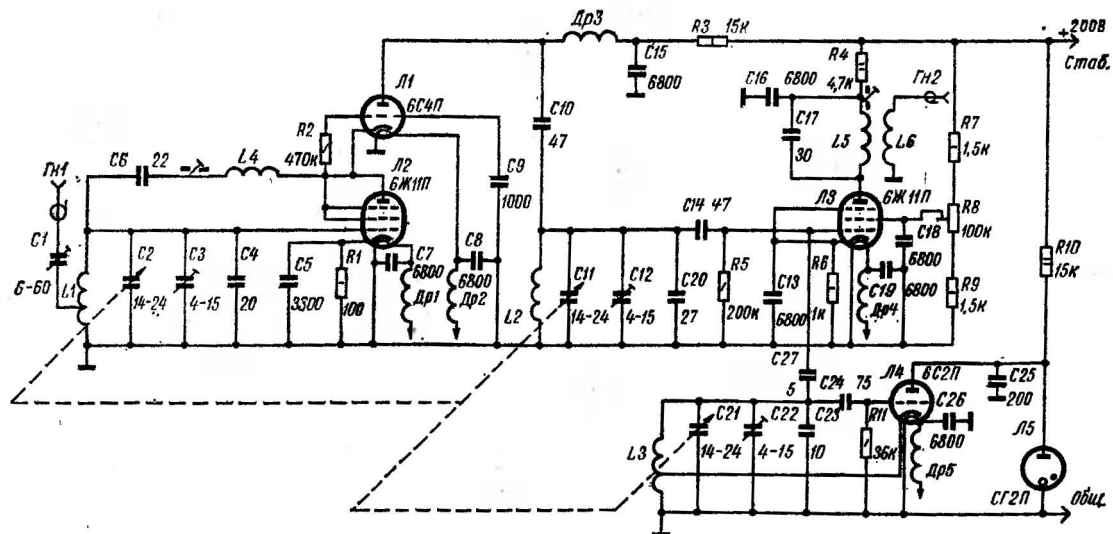 Др3
R3 15к
+200В
Стаб.
C15
6800
R4
4,7к
C16 6800
Гн2
Л1
6С4П
C10
47
C17
30
L5
L6
R7
1,5к
R2
470к
Гн1
C6 22
L4
Л2
6Ж11П
C9
1000
Л3
6Ж11П
C14 47
R8
100к
C18
6800
R10
15к
C1
6-60
L1
C2
14-24
C3
4-15
C4
20
C5
3300
R1
100
C7
6800
Др1
C8
6800
Др2
L2
C11
14-24
C12
4-15
C20
27
R5
200к
C13
6800
R6
1к
C19
6800
Др4
R9
1,5к
C27
5
C24 75
Л4
6С2П
C25
200
L3
C21
14-24
C22
4-15
C23
10
R11
36к
C26
6800
Др5
Л5
СГ2П
Общ.